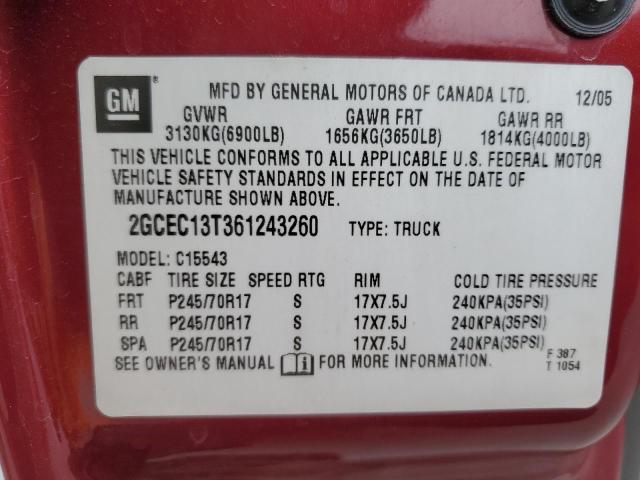 GM ®
MFD BY GENERAL MOTORS OF CANADA LTD. 12/05
GVWR GAWR FRT GAWR RR
3130KG(6900LB) 1656KG(3650LB) 1814KG(4000LB)
THIS VEHICLE CONFORMS TO ALL APPLICABLE U.S. FEDERAL MOTOR
VEHICLE SAFETY STANDARDS IN EFFECT ON THE DATE OF
MANUFACTURE SHOWN ABOVE.
2GCEC13T361243260 TYPE: TRUCK
MODEL: C15543
CABF TIRE SIZE SPEED RTG RIM COLD TIRE PRESSURE
FRT P245/70R17 S 17X7.5J 240KPA(35PSI)
RR P245/70R17 S 17X7.5J 240KPA(35PSI)
SPA P245/70R17 S 17X7.5J 240KPA(35PSI)
SEE OWNER'S MANUAL i FOR MORE INFORMATION. F 387
T 1054